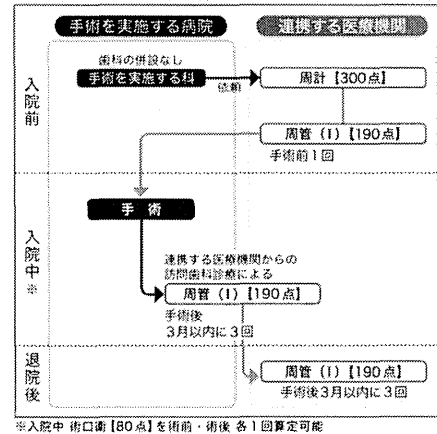 手術を実施する病院
連携する医療機関
入院前
歯科の併設なし
手術を実施する科
依頼
周計【300点】
周管(I)【190点】
手術前1回
入院中※
手術
連携する医療機関からの
訪問歯科診療による
周管(I)【190点】
手術後
3月以内に3回
退院後
周管(I)【190点】
手術後3月以内に3回
※入院中 術口衛【80点】を術前・術後 各1回算定可能